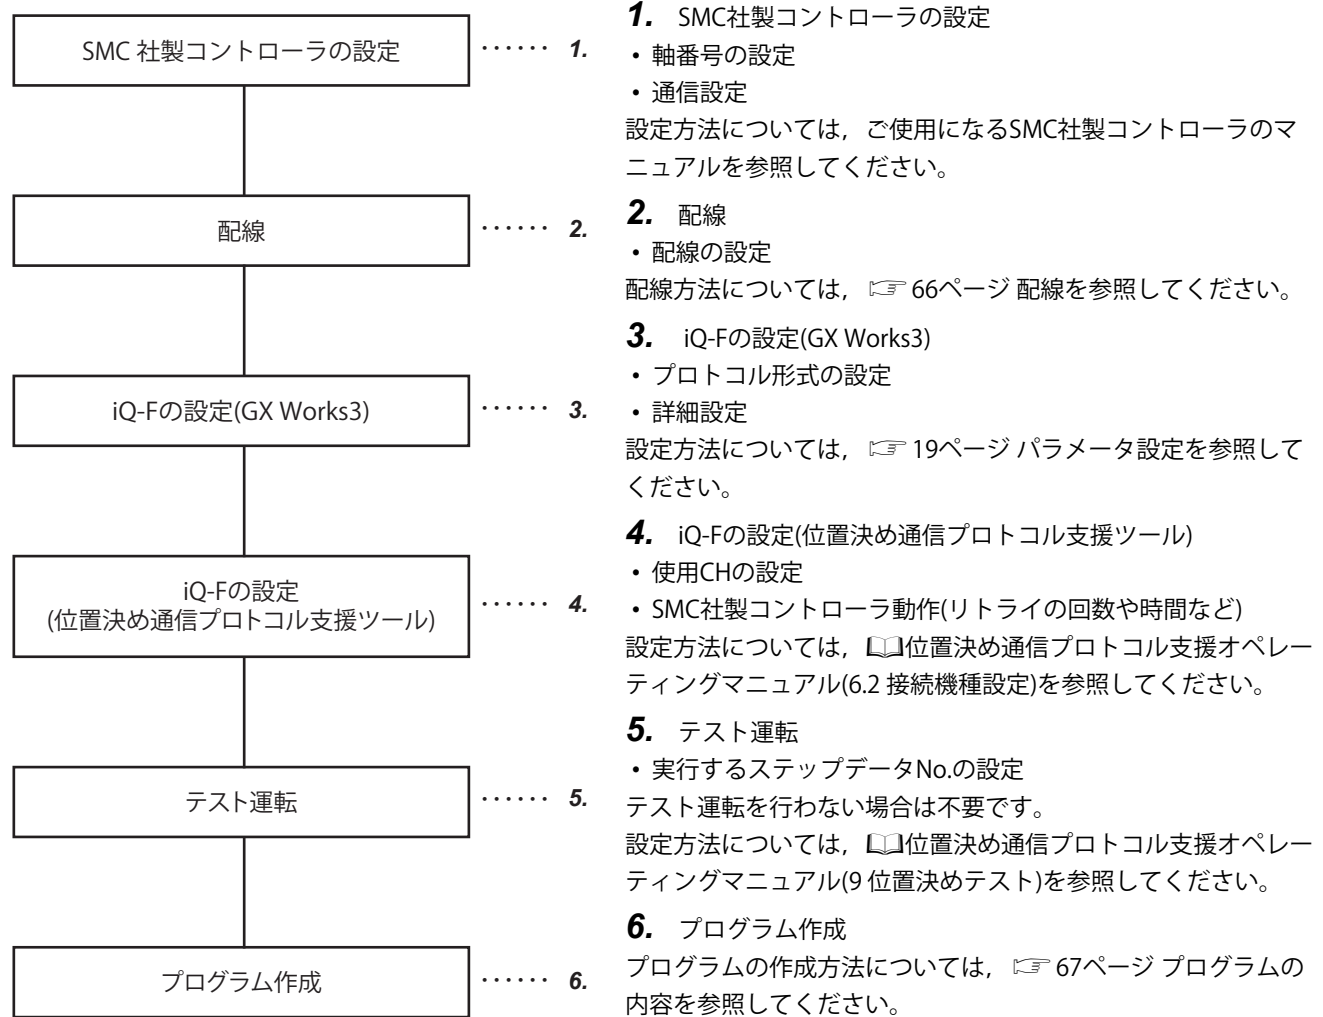 SMC 社製コントローラの設定
······ 1.
配線
······ 2.
iQ-Fの設定(GX Works3)
······ 3.
iQ-Fの設定
(位置決め通信プロトコル支援ツール)
······ 4.
テスト運転
······ 5.
プログラム作成
······ 6.
1. SMC社製コントローラの設定
• 軸番号の設定
• 通信設定
設定方法については，ご使用になるSMC社製コントローラのマ
ニュアルを参照してください。
2. 配線
• 配線の設定
配線方法については，☞ 66ページ 配線を参照してください。
3. iQ-Fの設定(GX Works3)
• プロトコル形式の設定
• 詳細設定
設定方法については，☞ 19ページ パラメータ設定を参照して
ください。
4. iQ-Fの設定(位置決め通信プロトコル支援ツール)
• 使用CHの設定
• SMC社製コントローラ動作(リトライの回数や時間など)
設定方法については，📖位置決め通信プロトコル支援オペレー
ティングマニュアル(6.2 接続機種設定)を参照してください。
5. テスト運転
• 実行するステップデータNo.の設定
テスト運転を行わない場合は不要です。
設定方法については，📖位置決め通信プロトコル支援オペレー
ティングマニュアル(9 位置決めテスト)を参照してください。
6. プログラム作成
プログラムの作成方法については，☞ 67ページ プログラムの
内容を参照してください。